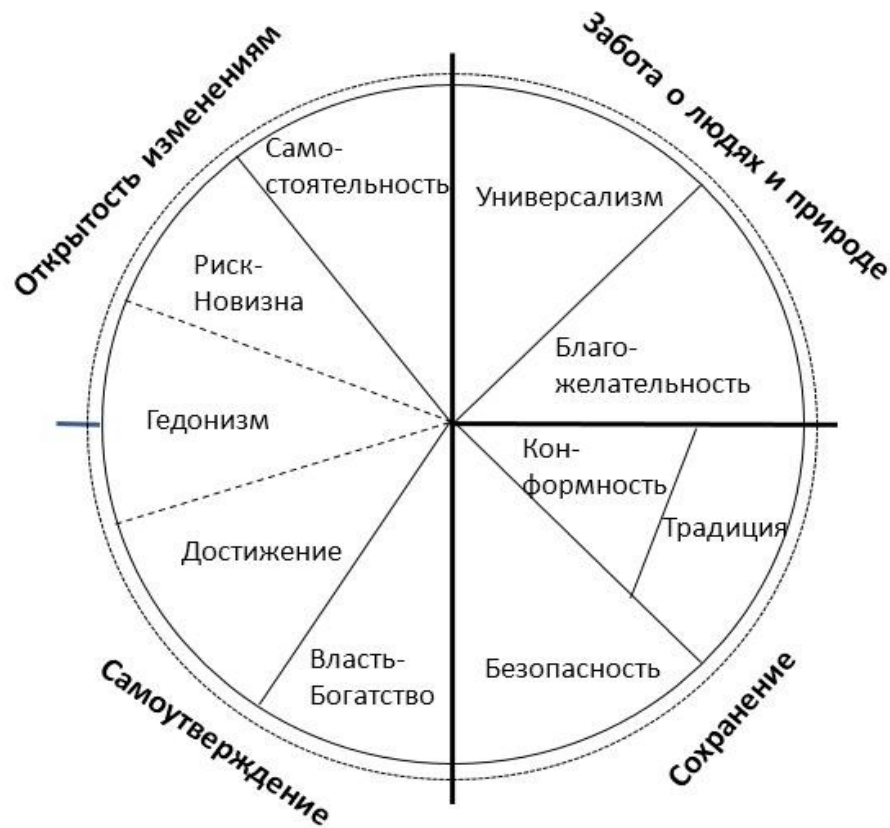 Открытость изменениям
Забота о людях и природе
Само-
стоятельность
Универсализм
Риск-
Новизна
Благо-
желательность
Гедонизм
Кон-
формность
Традиция
Достижение
Власть-
Богатство
Безопасность
Самоутверждение
Сохранение